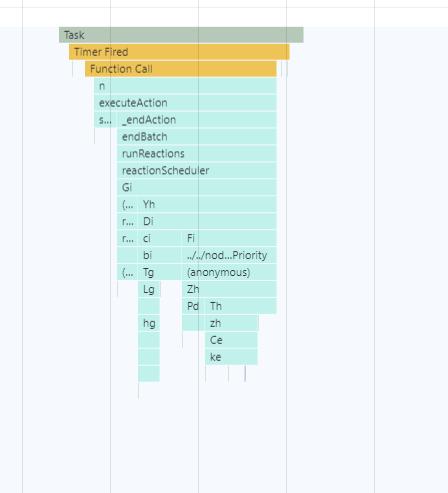 Task
Timer Fired
Function Call
n
executeAction
s... _endAction
endBatch
runReactions
reactionScheduler
Gi
(... Yh
r... Di
r... ci Fi
bi ../../nod...Priority
(... Tg (anonymous)
Lg Zh
Pd Th
hg zh
Ce
ke